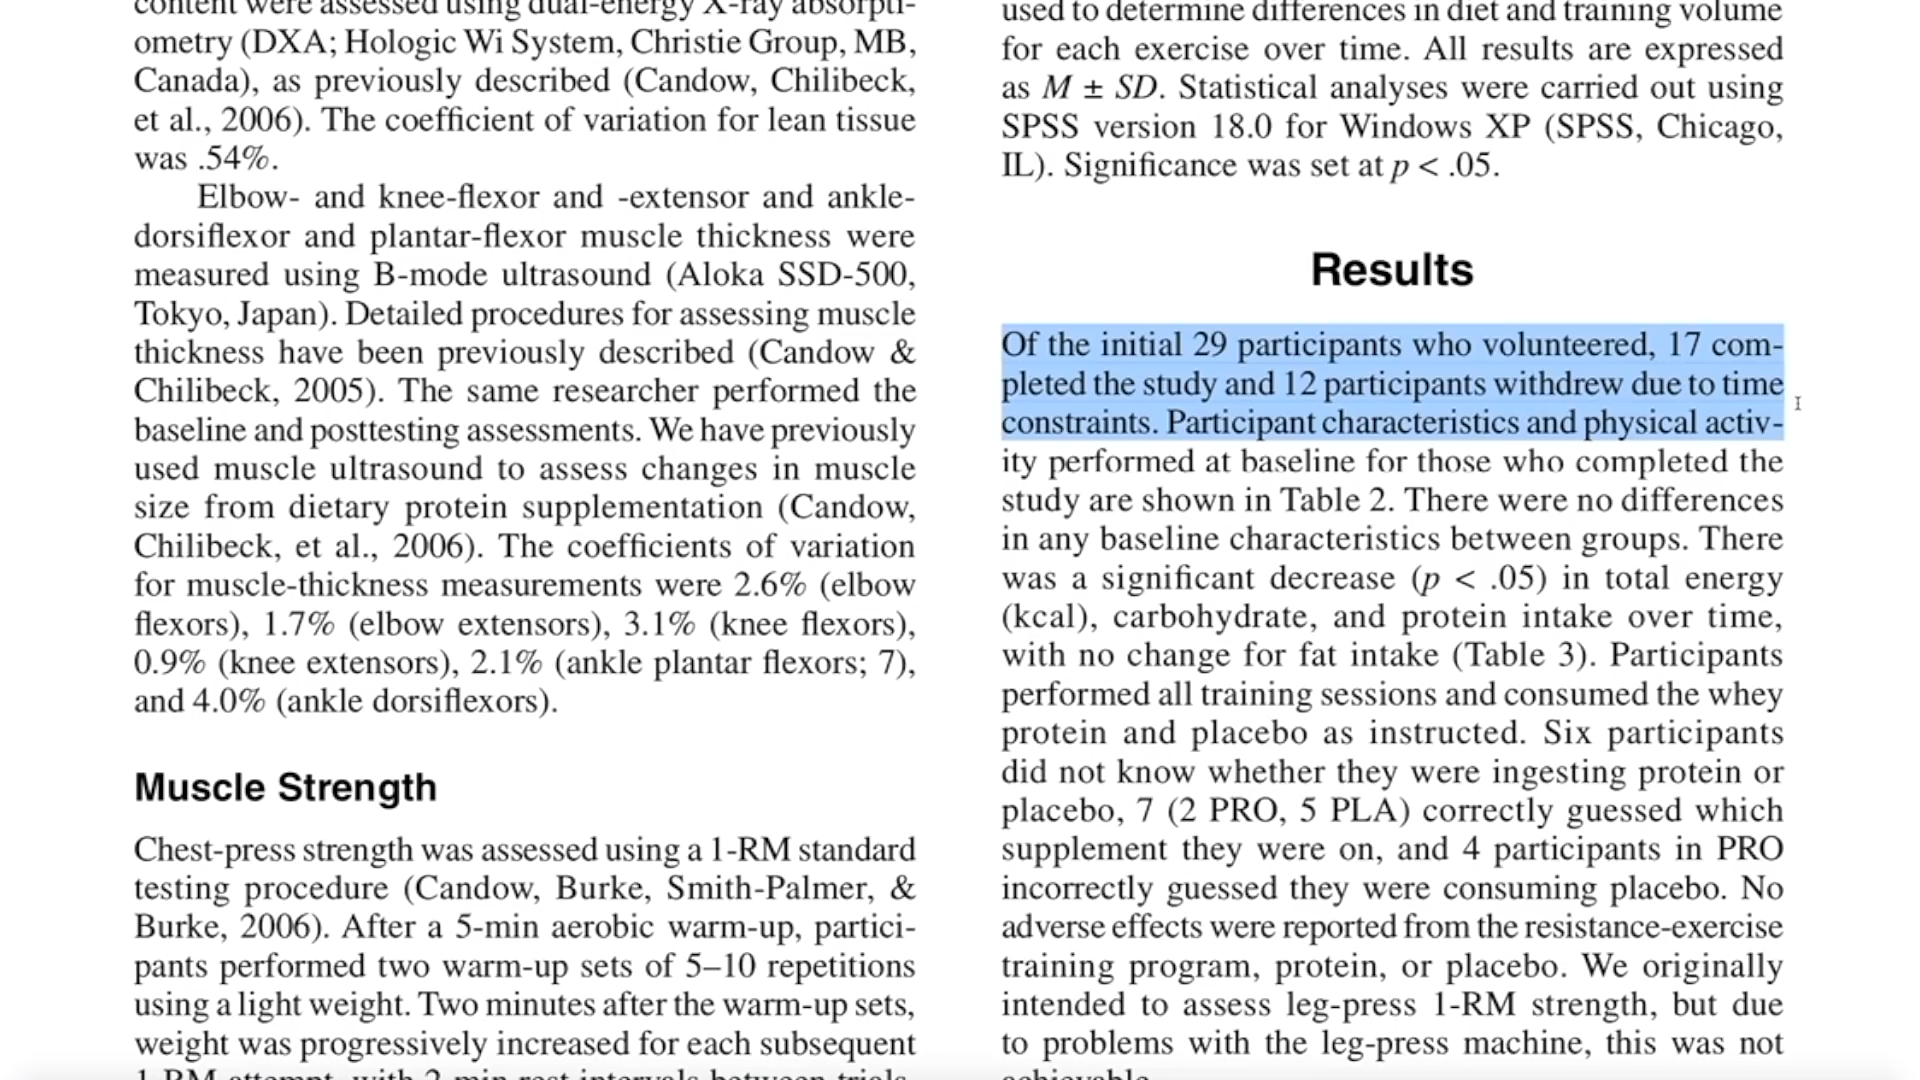 content were assessed using dual-energy X-ray absorpti-
ometry (DXA; Hologic Wi System, Christie Group, MB,
Canada), as previously described (Candow, Chilibeck,
et al., 2006). The coefficient of variation for lean tissue
was .54%.
Elbow- and knee-flexor and -extensor and ankle-
dorsiflexor and plantar-flexor muscle thickness were
measured using B-mode ultrasound (Aloka SSD-500,
Tokyo, Japan). Detailed procedures for assessing muscle
thickness have been previously described (Candow &
Chilibeck, 2005). The same researcher performed the
baseline and posttesting assessments. We have previously
used muscle ultrasound to assess changes in muscle
size from dietary protein supplementation (Candow,
Chilibeck, et al., 2006). The coefficients of variation
for muscle-thickness measurements were 2.6% (elbow
flexors), 1.7% (elbow extensors), 3.1% (knee flexors),
0.9% (knee extensors), 2.1% (ankle plantar flexors; 7),
and 4.0% (ankle dorsiflexors).
Muscle Strength
Chest-press strength was assessed using a 1-RM standard
testing procedure (Candow, Burke, Smith-Palmer, &
Burke, 2006). After a 5-min aerobic warm-up, partici-
pants performed two warm-up sets of 5–10 repetitions
using a light weight. Two minutes after the warm-up sets,
weight was progressively increased for each subsequent
1-RM attempt, with 2-min rest intervals between trials.
used to determine differences in diet and training volume
for each exercise over time. All results are expressed
as M ± SD. Statistical analyses were carried out using
SPSS version 18.0 for Windows XP (SPSS, Chicago,
IL). Significance was set at p < .05.
Results
Of the initial 29 participants who volunteered, 17 com-
pleted the study and 12 participants withdrew due to time
constraints. Participant characteristics and physical activ-
ity performed at baseline for those who completed the
study are shown in Table 2. There were no differences
in any baseline characteristics between groups. There
was a significant decrease (p < .05) in total energy
(kcal), carbohydrate, and protein intake over time,
with no change for fat intake (Table 3). Participants
performed all training sessions and consumed the whey
protein and placebo as instructed. Six participants
did not know whether they were ingesting protein or
placebo, 7 (2 PRO, 5 PLA) correctly guessed which
supplement they were on, and 4 participants in PRO
incorrectly guessed they were consuming placebo. No
adverse effects were reported from the resistance-exercise
training program, protein, or placebo. We originally
intended to assess leg-press 1-RM strength, but due
to problems with the leg-press machine, this was not
achievable.